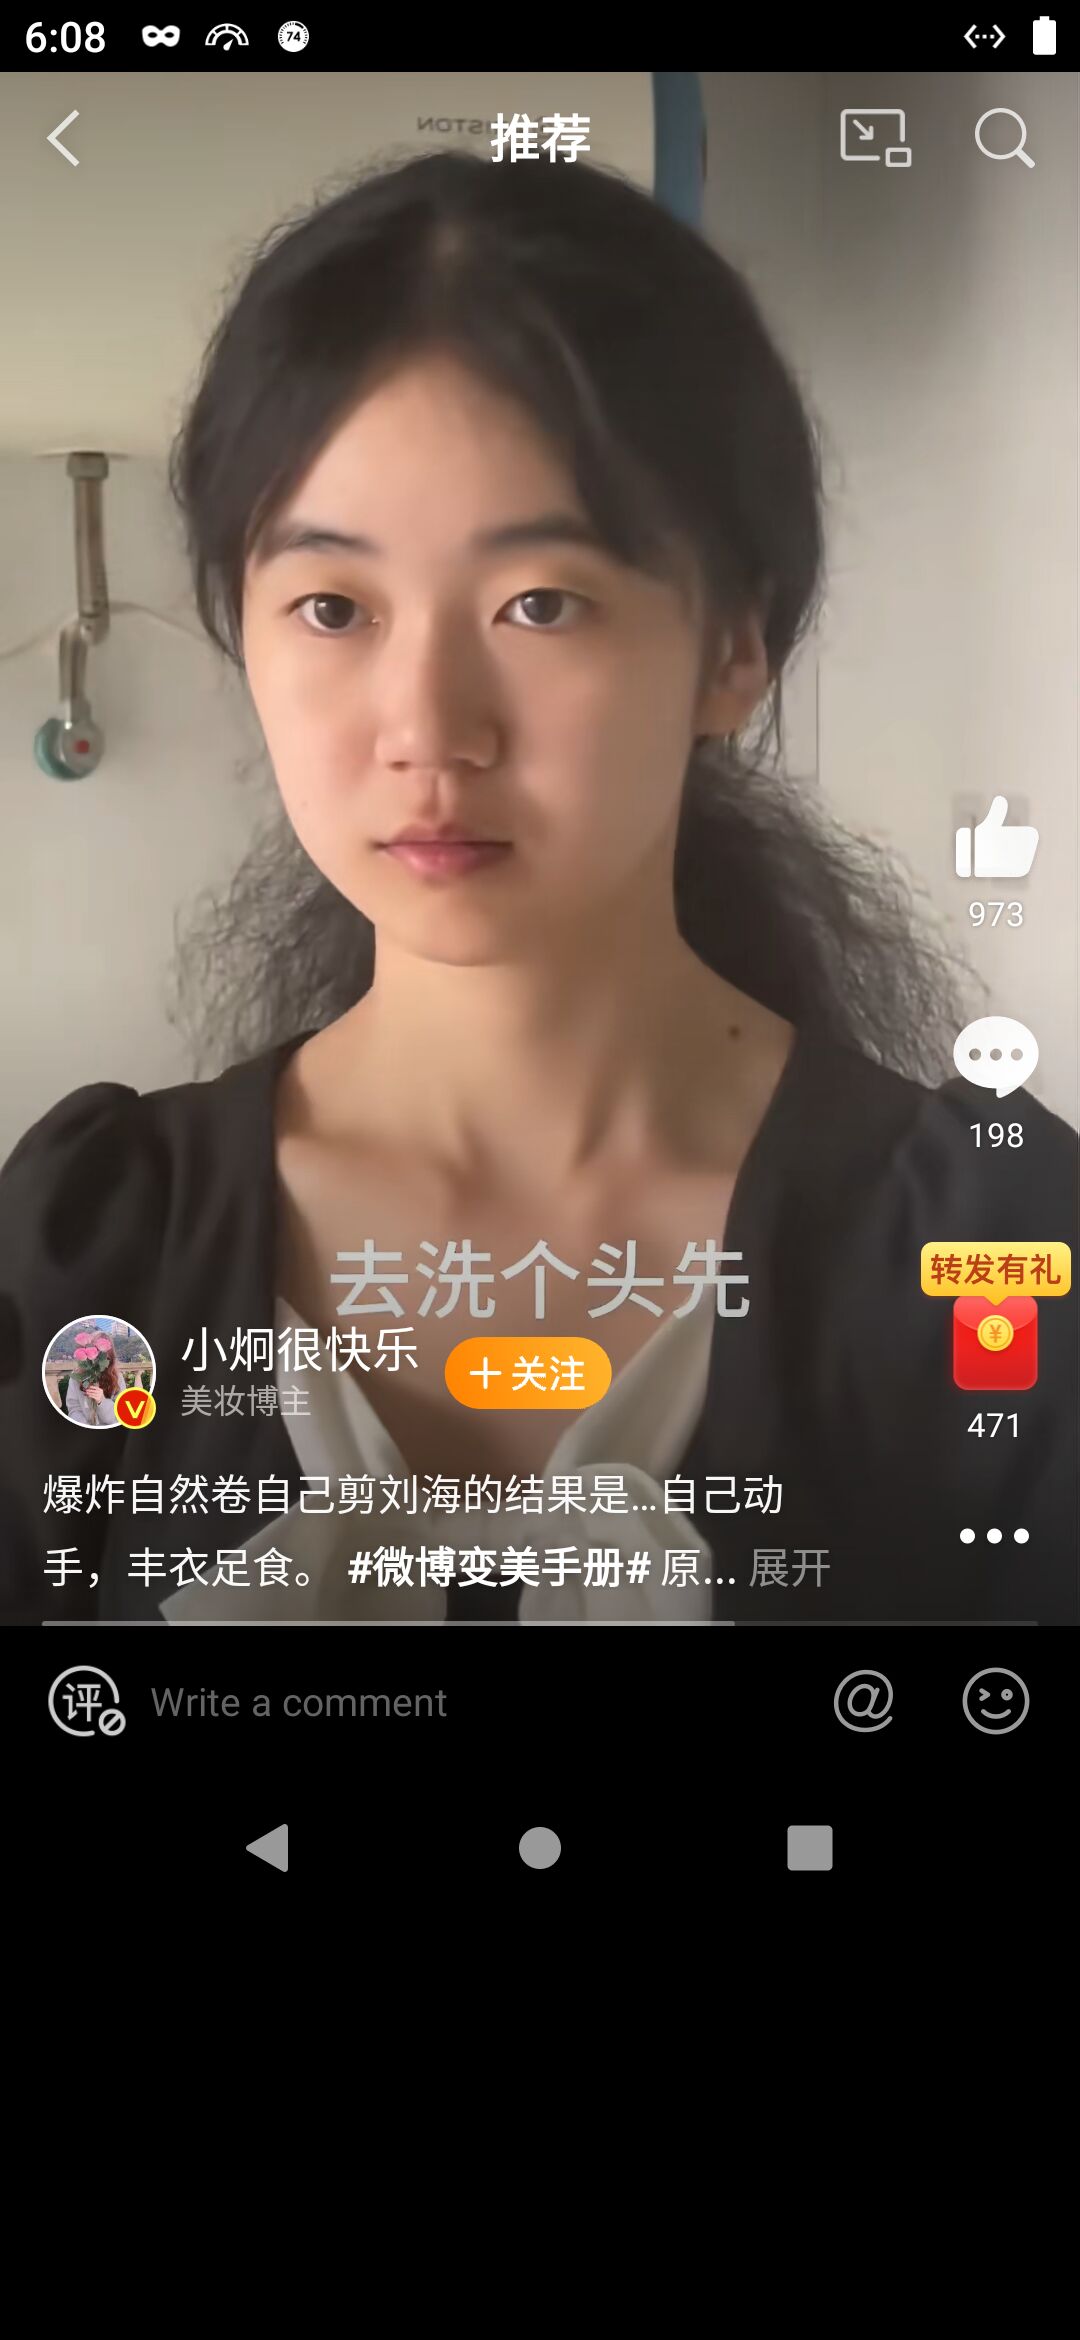 6:08
74
推荐
973
198
去洗个头先
转发有礼
¥
小炯很快乐
+关注
V
美妆博主
471
爆炸自然卷自己剪刘海的结果是...自己动
手，丰衣足食。 #微博变美手册# 原... 展开
评
Write a comment
@